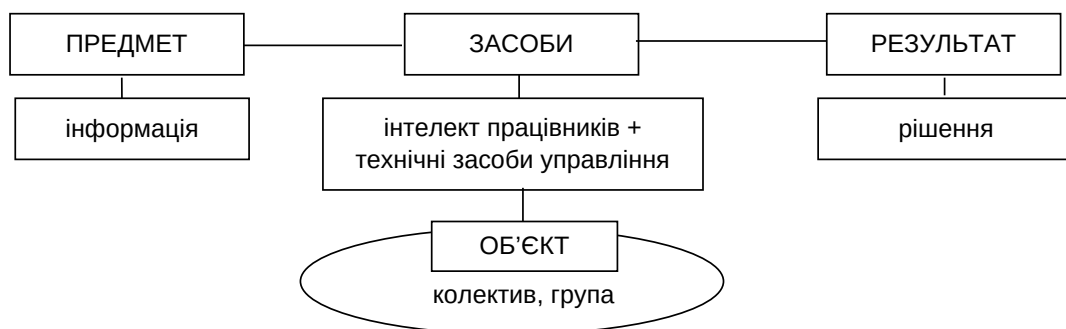 ПРЕДМЕТ
ЗАСОБИ
РЕЗУЛЬТАТ
інформація
інтелект працівників +
технічні засоби управління
рішення
ОБ’ЄКТ
колектив, група